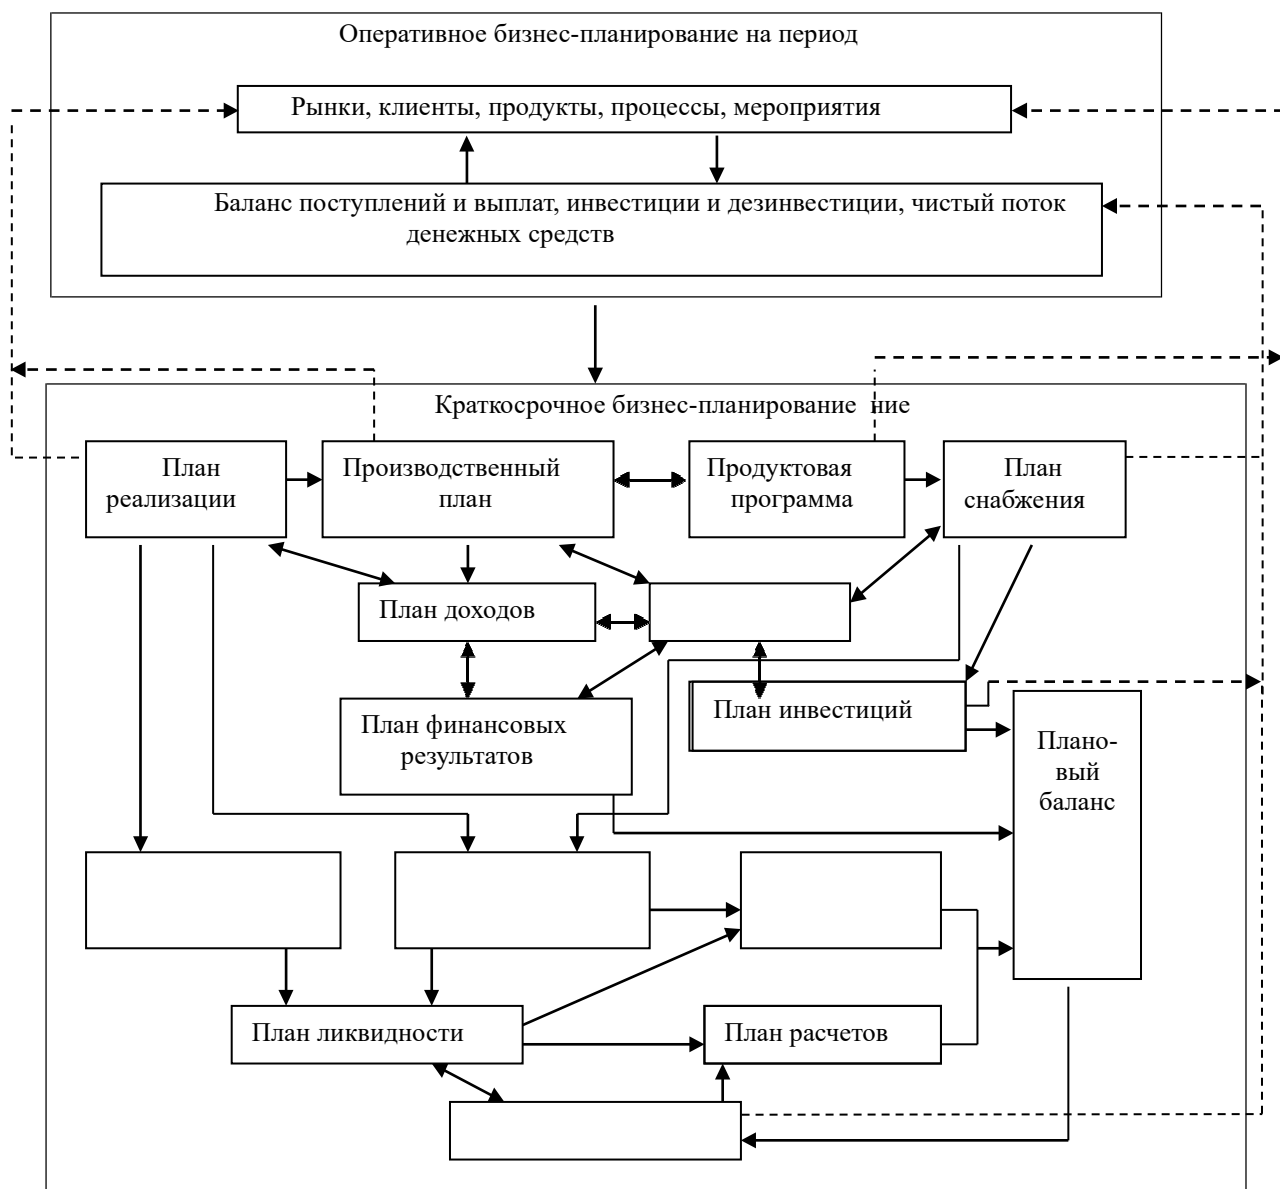 Оперативное бизнес-планирование на период
Рынки, клиенты, продукты, процессы, мероприятия
Баланс поступлений и выплат, инвестиции и дезинвестиции, чистый поток
денежных средств
Краткосрочное бизнес-планирование ние
План
реализации
Производственный
план
Продуктовая
программа
План
снабжения
План доходов
План финансовых
результатов
План инвестиций
Плано-
вый
баланс
План ликвидности
План расчетов